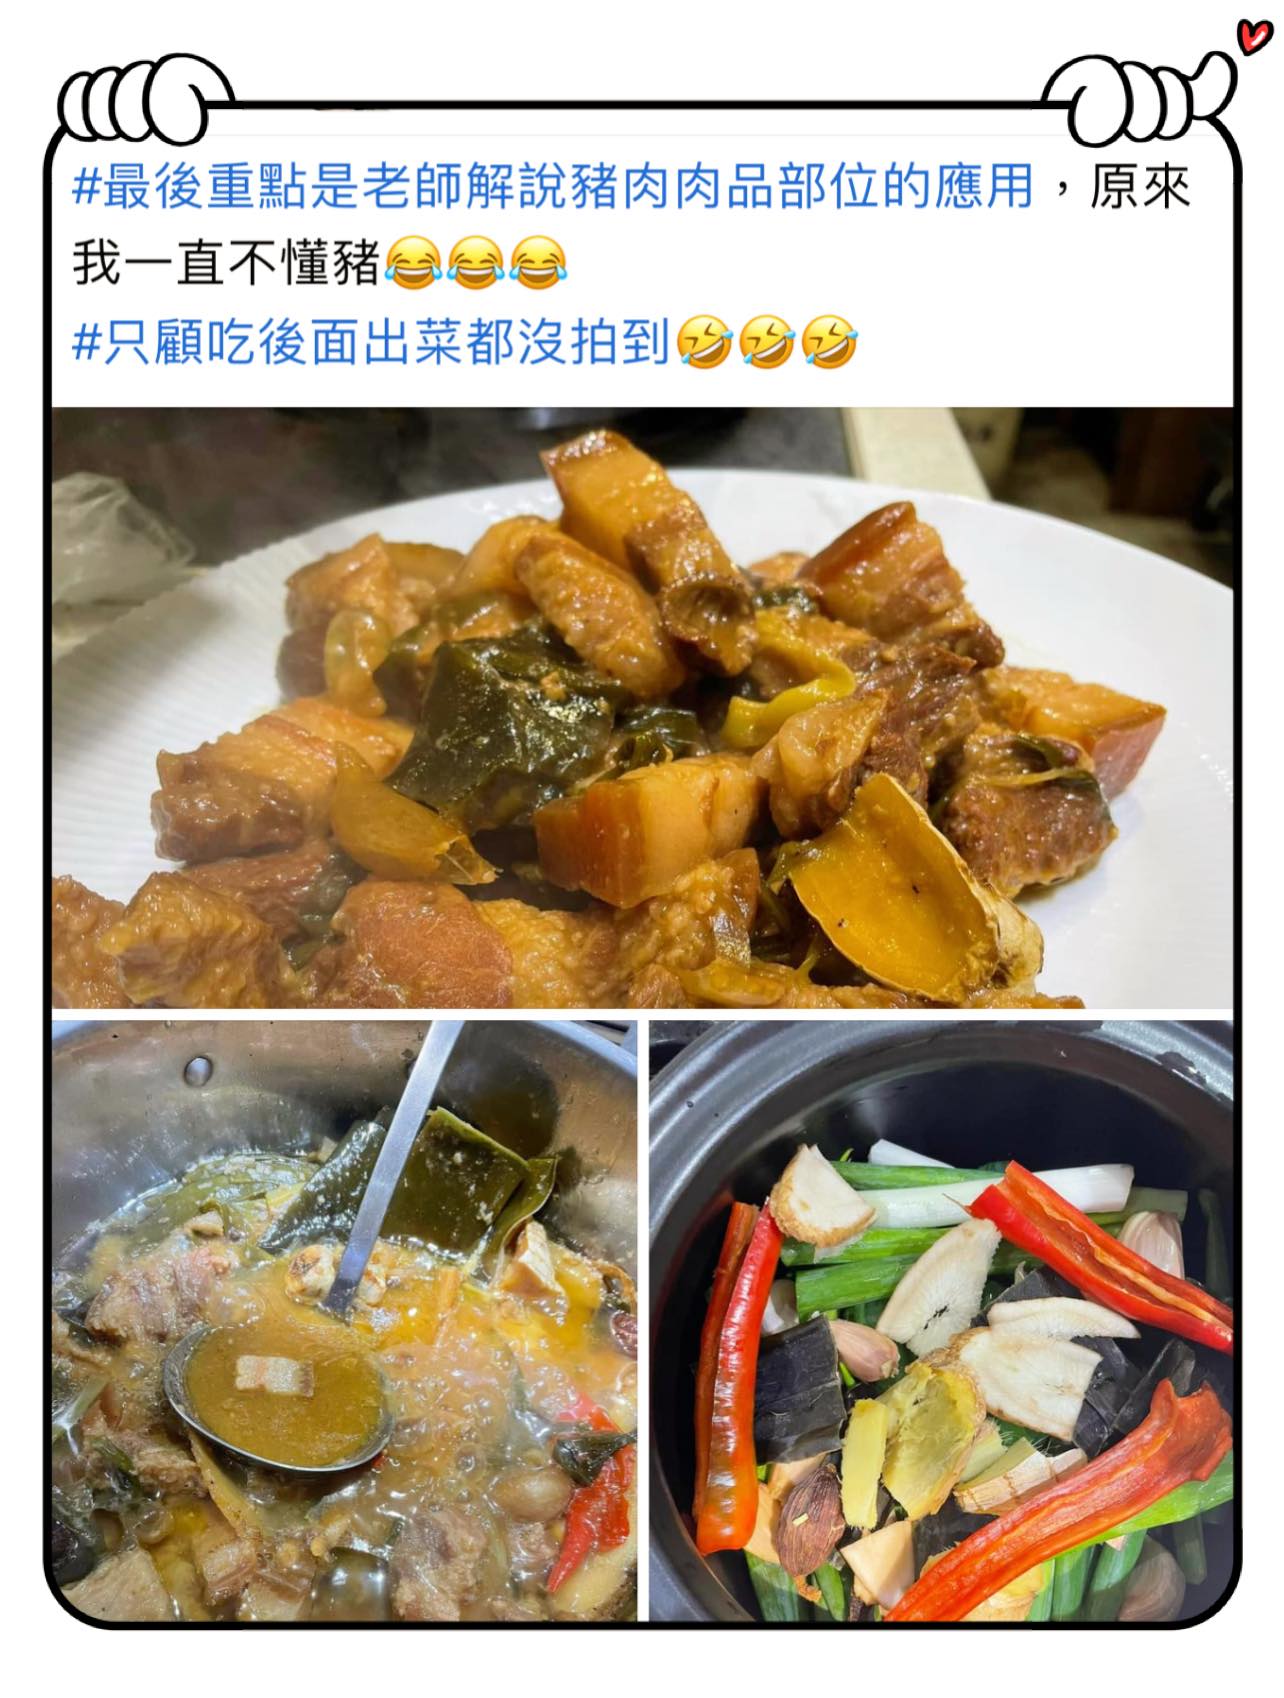 #最後重點是老師解說豬肉肉品部位的應用，原來
我一直不懂豬😂😂😂
#只顧吃後面出菜都沒拍到🤣🤣🤣